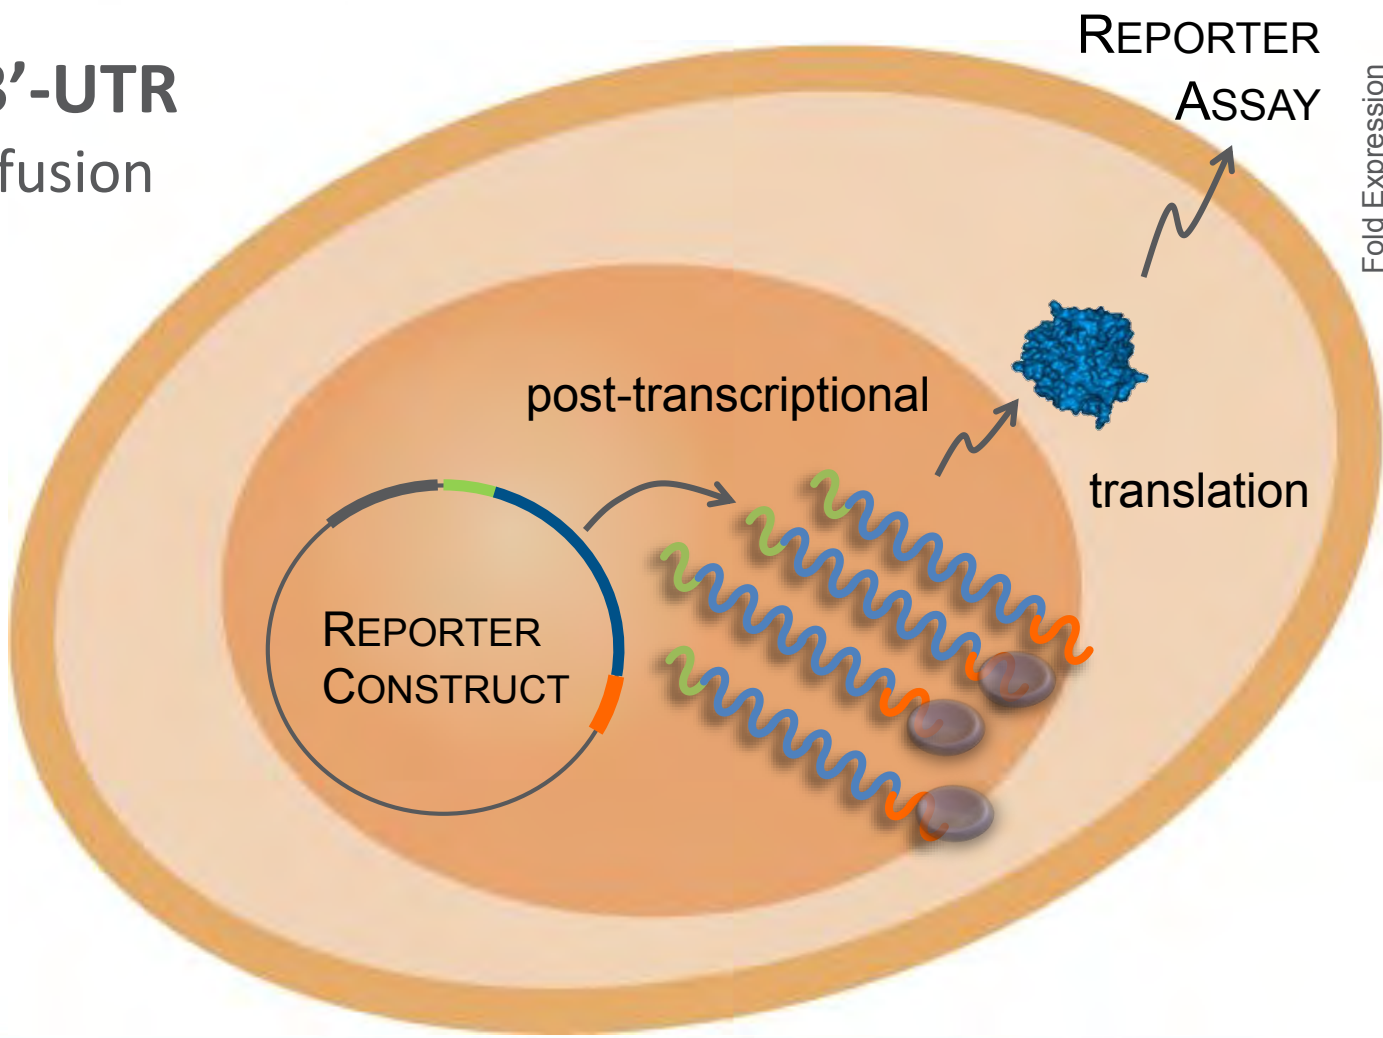 3’-UTR
fusion
REPORTER
ASSAY
Fold Expression
post-transcriptional
translation
REPORTER
CONSTRUCT